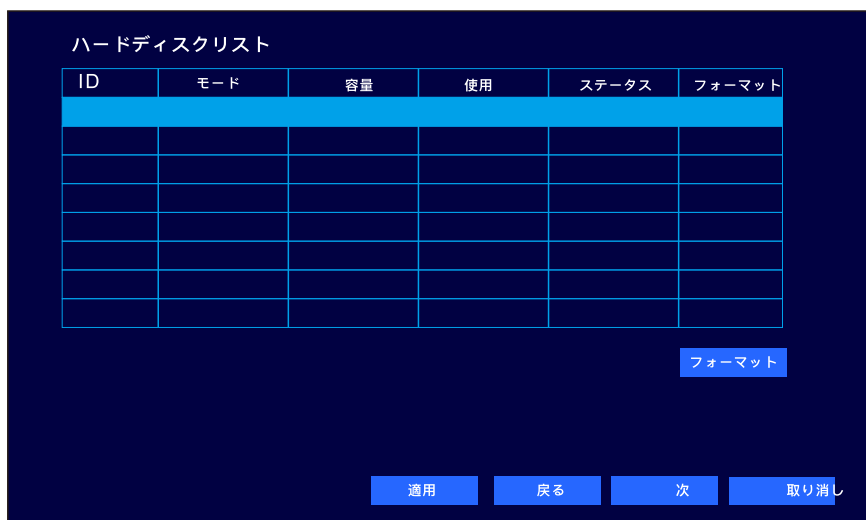 ハードディスクリスト
ID モード 容量 使用 ステータス フォーマット
フォーマット
適用 戻る 次 取り消し